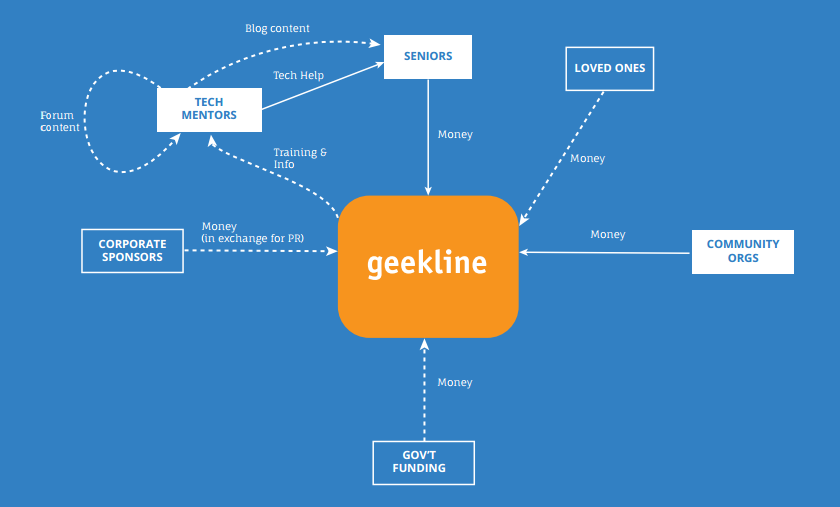 Blog content
SENIORS
LOVED ONES
Tech Help
TECH
MENTORS
Forum
content
Money
Training &
Info
Money
Money
(in exchange for PR)
CORPORATE
SPONSORS
geekline
Money
COMMUNITY
ORGS
Money
GOV'T
FUNDING